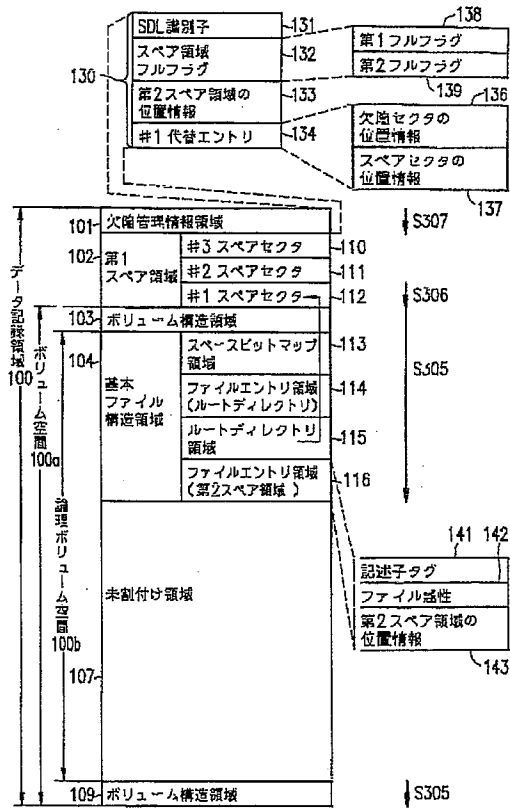 138
SDL識別子
131
スペア領域
フルフラグ
132
第1フルフラグ
第2フルフラグ
130
139
第2スペア領域の
位置情報
133
136
#1 代替エントリ
134
欠陥セクタの
位置情報
スペアセクタの
位置情報
137
101
欠陥管理情報領域
S307
102
第1
スペア領域
#3 スペアセクタ
110
#2 スペアセクタ
111
#1 スペアセクタ
112
S306
103
ボリューム構造領域
104
基本
ファイル
構造領域
スペースビットマップ
領域
113
S305
ファイルエントリ領域
(ルートディレクトリ)
114
ルートディレクトリ
領域
115
ファイルエントリ領域
(第2スペア領域)
116
データ記録領域
100
ボリューム空間
100a
論理ボリューム空間
100b
141
142
記述子タグ
ファイル属性
第2スペア領域の
位置情報
143
未割付け領域
107
109
ボリューム構造領域
S305